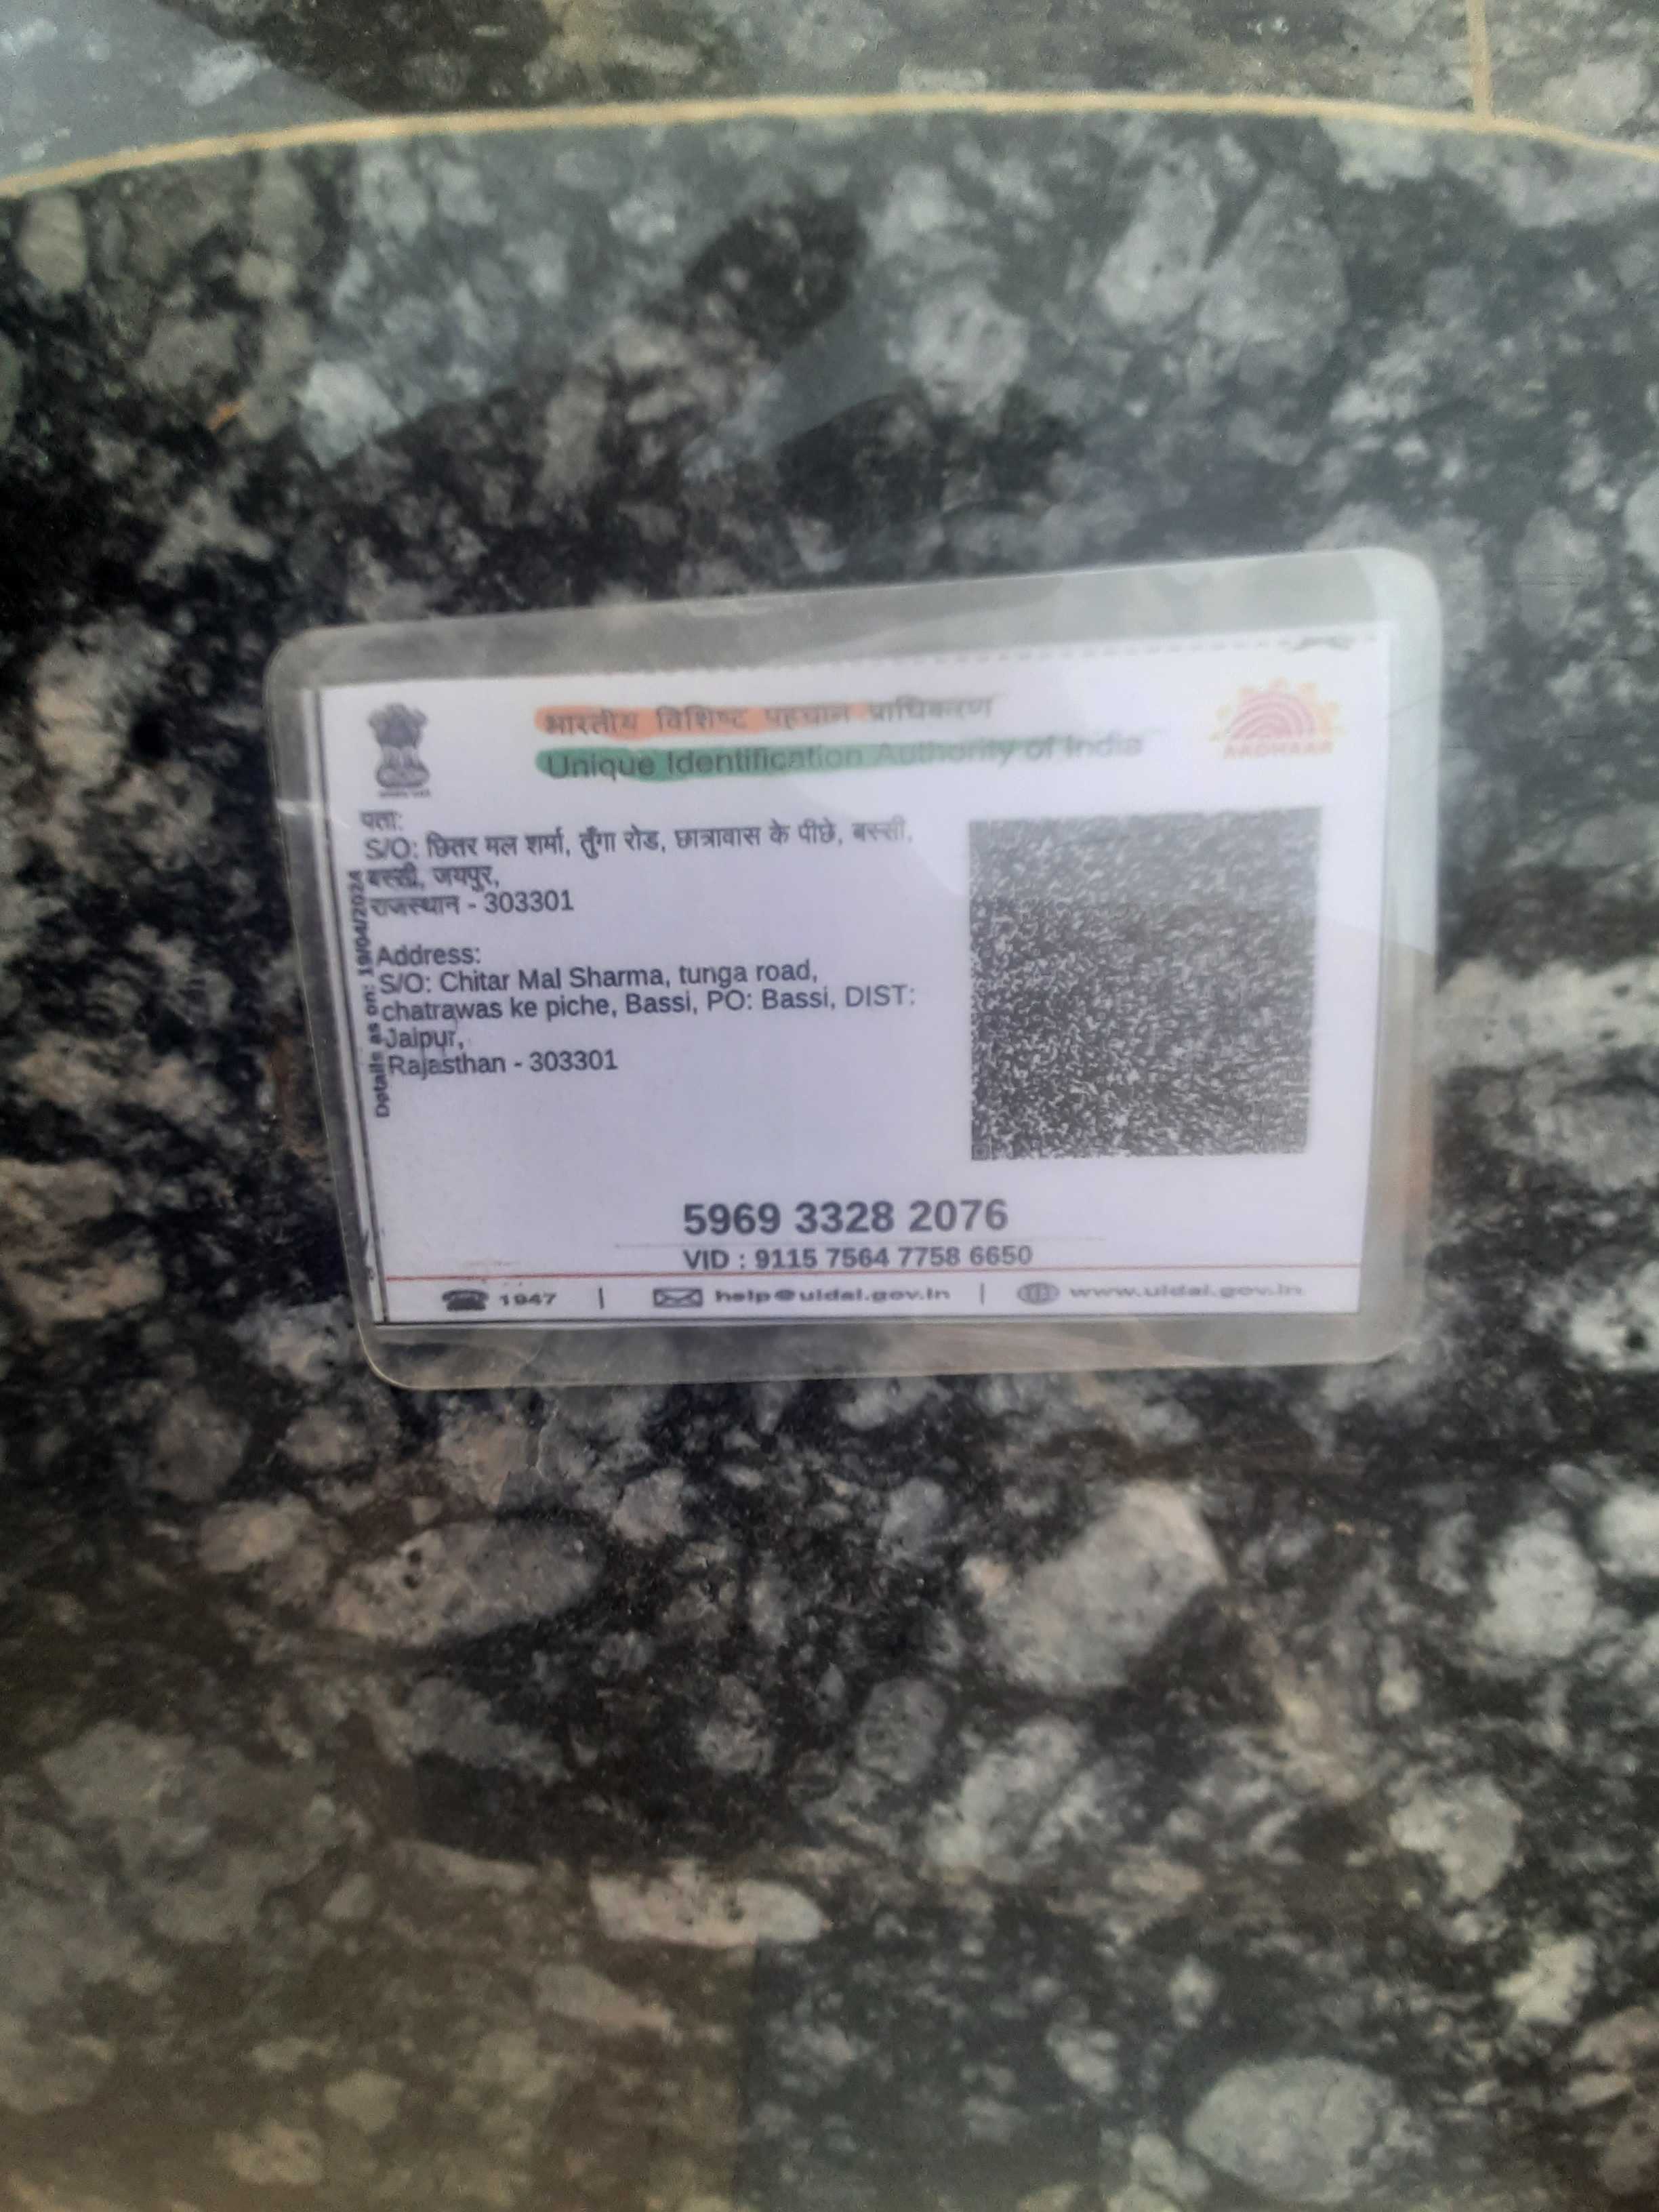 भारतीय विशिष्ट पहचान प्राधिकरण
Unique Identification Authority of India
AADHAAR
पता:
S/O: छितर मल शर्मा, तुँगा रोड, छात्रावास के पीछे, बस्सी,
बस्सी, जयपुर,
राजस्थान - 303301
Address:
S/O: Chitar Mal Sharma, tunga road,
chatrawas ke piche, Bassi, PO: Bassi, DIST:
Jaipur,
Rajasthan - 303301
Details as on: 19/04/2024
5969 3328 2076
VID : 9115 7564 7758 6650
1947 | help@uidai.gov.in | www.uidai.gov.in